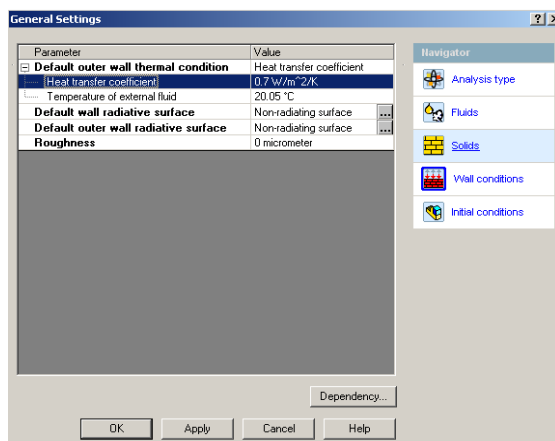 General Settings
Parameter Value
Default outer wall thermal condition Heat transfer coefficient
Heat transfer coefficient 0.7 W/m^2/K
Temperature of external fluid 20.05 °C
Default wall radiative surface Non-radiating surface ...
Default outer wall radiative surface Non-radiating surface ...
Roughness 0 micrometer
Navigator
Analysis type
Fluids
Solids
Wall conditions
Initial conditions
Dependency...
OK Apply Cancel Help